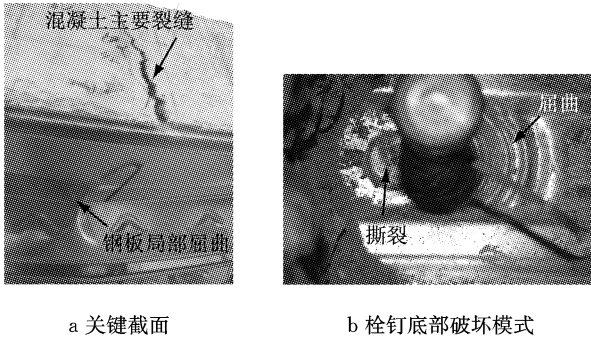 混凝土主要裂缝
钢板局部屈曲
屈曲
撕裂
a 关键截面
b 栓钉底部破坏模式